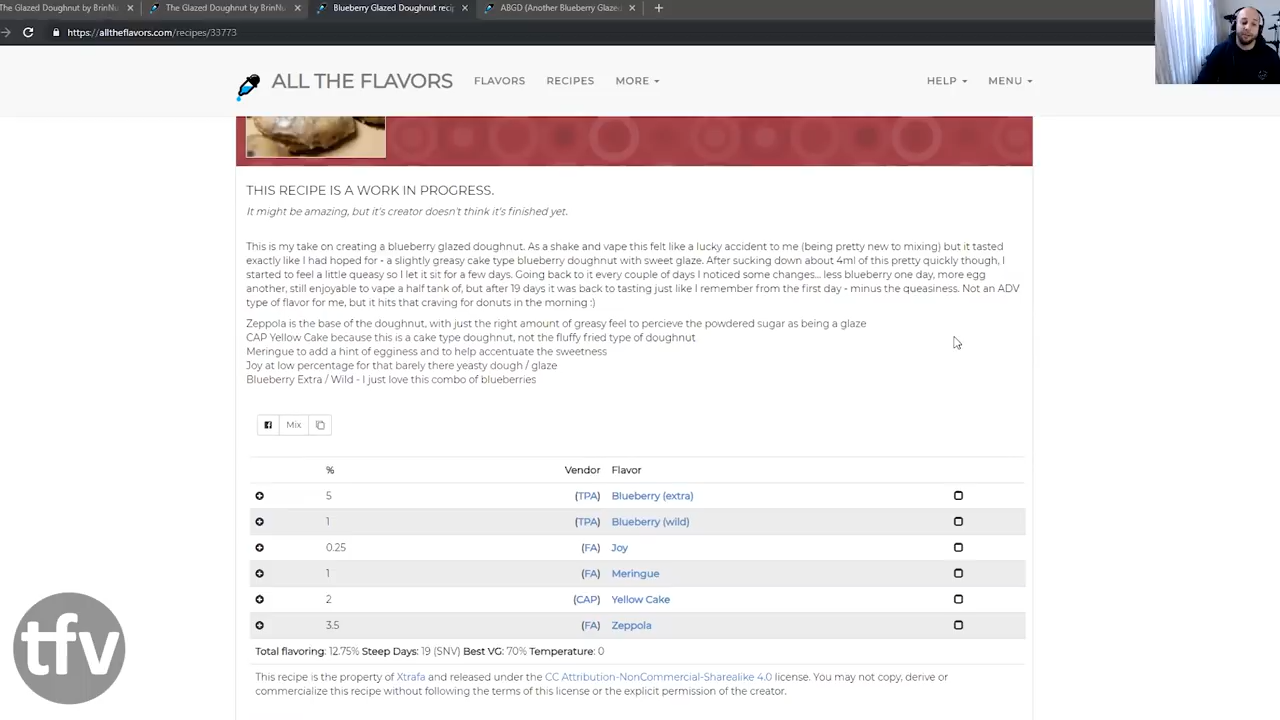 The Glazed Doughnut by BrinNu
The Glazed Doughnut by BrinNu
Blueberry Glazed Doughnut recip
ABGD (Another Blueberry Glazed
https://alltheflavors.com/recipes/33773
ALL THE FLAVORS
FLAVORS
RECIPES
MORE
HELP
MENU
THIS RECIPE IS A WORK IN PROGRESS.
It might be amazing, but it's creator doesn't think it's finished yet.
This is my take on creating a blueberry glazed doughnut. As a shake and vape this felt like a lucky accident to me (being pretty new to mixing) but it tasted
exactly like I had hoped for - a slightly greasy cake type blueberry doughnut with sweet glaze. After sucking down about 4ml of this pretty quickly though, I
started to feel a little queasy so I let it sit for a few days. Going back to it every couple of days I noticed some changes... less blueberry one day, more egg
another, still enjoyable to vape a half tank of, but after 19 days it was back to tasting just like I remember from the first day - minus the queasiness. Not an ADV
type of flavor for me, but it hits that craving for donuts in the morning :)
Zeppola is the base of the doughnut, with just the right amount of greasy feel to percieve the powdered sugar as being a glaze
CAP Yellow Cake because this is a cake type doughnut, not the fluffy fried type of doughnut
Meringue to add a hint of egginess and to help accentuate the sweetness
Joy at low percentage for that barely there yeasty dough / glaze
Blueberry Extra / Wild - I just love this combo of blueberries
Mix
% Vendor Flavor
5 (TPA) Blueberry (extra)
1 (TPA) Blueberry (wild)
0.25 (FA) Joy
1 (FA) Meringue
2 (CAP) Yellow Cake
3.5 (FA) Zeppola
Total flavoring: 12.75% Steep Days: 19 (SNV) Best VG: 70% Temperature: 0
This recipe is the property of Xtrafa and released under the CC Attribution-NonCommercial-Sharealike 4.0 license. You may not copy, derive or
commercialize this recipe without following the terms of this license or the explicit permission of the creator.
tfv